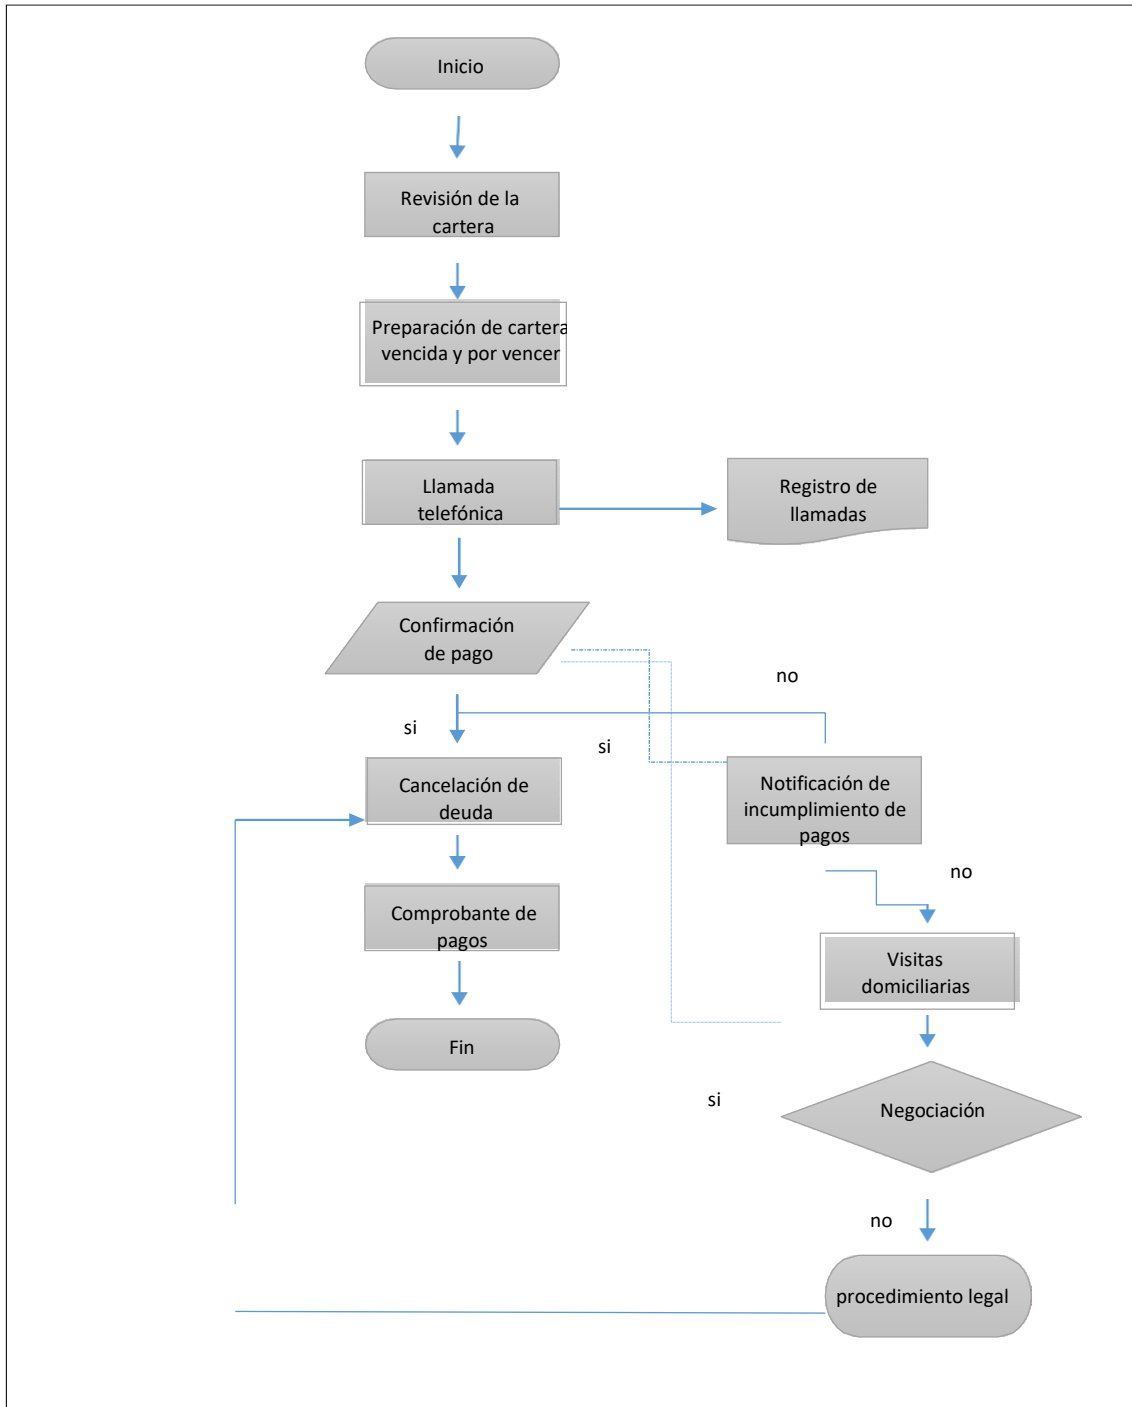 Inicio
Revisión de la
cartera
Preparación de cartera
vencida y por vencer
Llamada
telefónica
Registro de
llamadas
Confirmación
de pago
no
si
si
Cancelación de
deuda
Notificación de
incumplimiento de
pagos
no
Comprobante de
pagos
Visitas
domiciliarias
Fin
si
Negociación
no
procedimiento legal